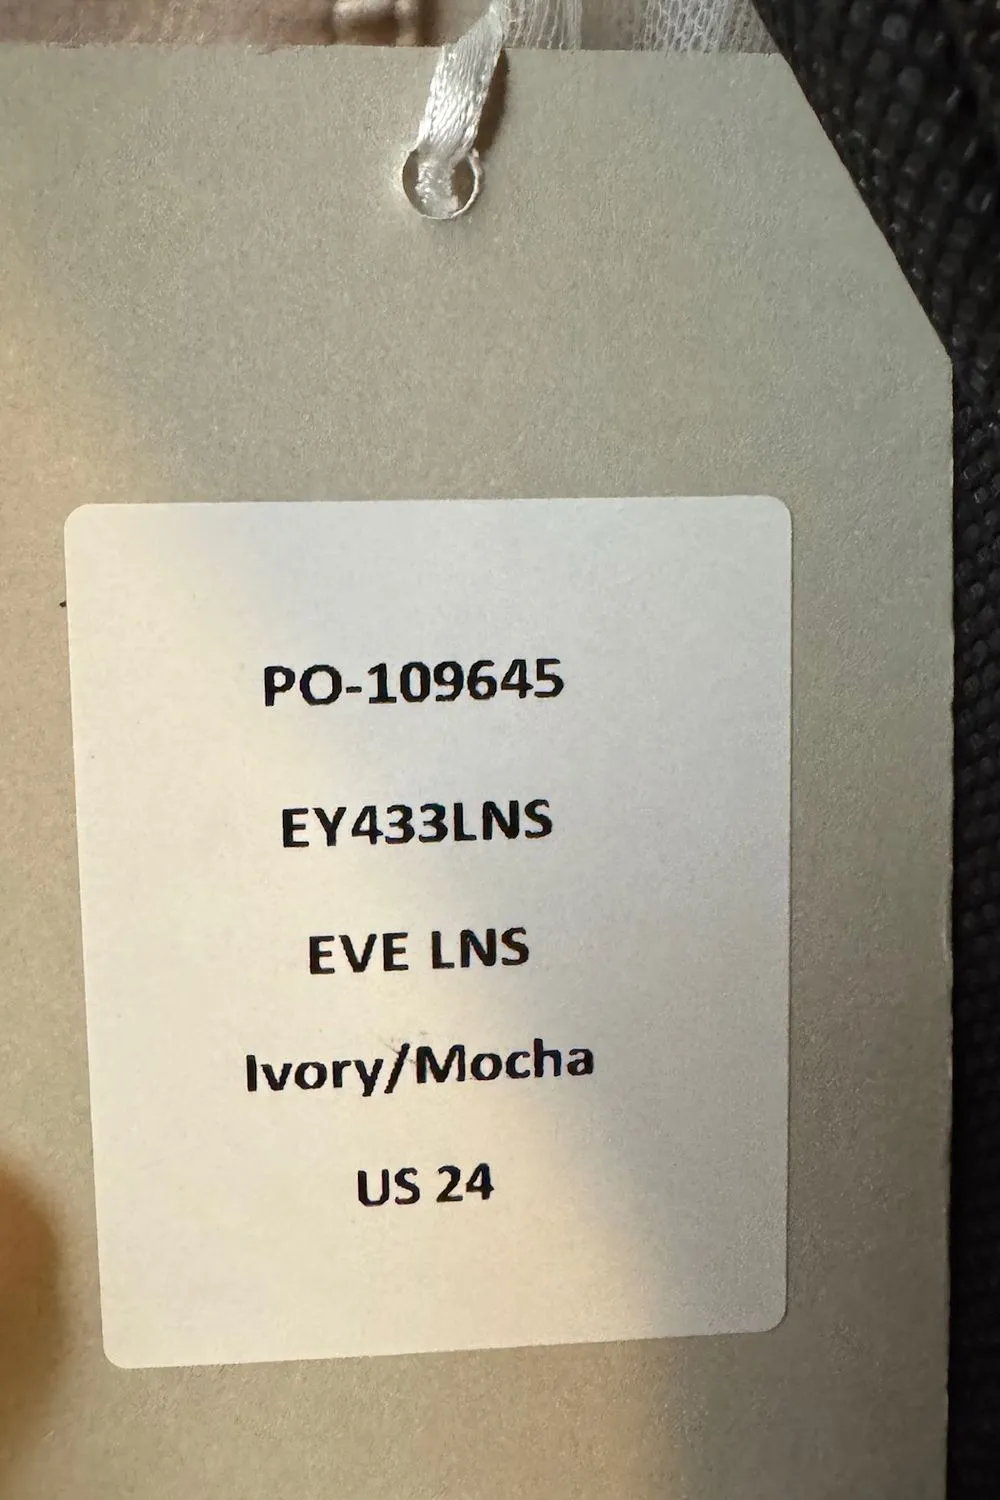 PO-109645
EY433LNS
EVE LNS
Ivory/Mocha
US 24